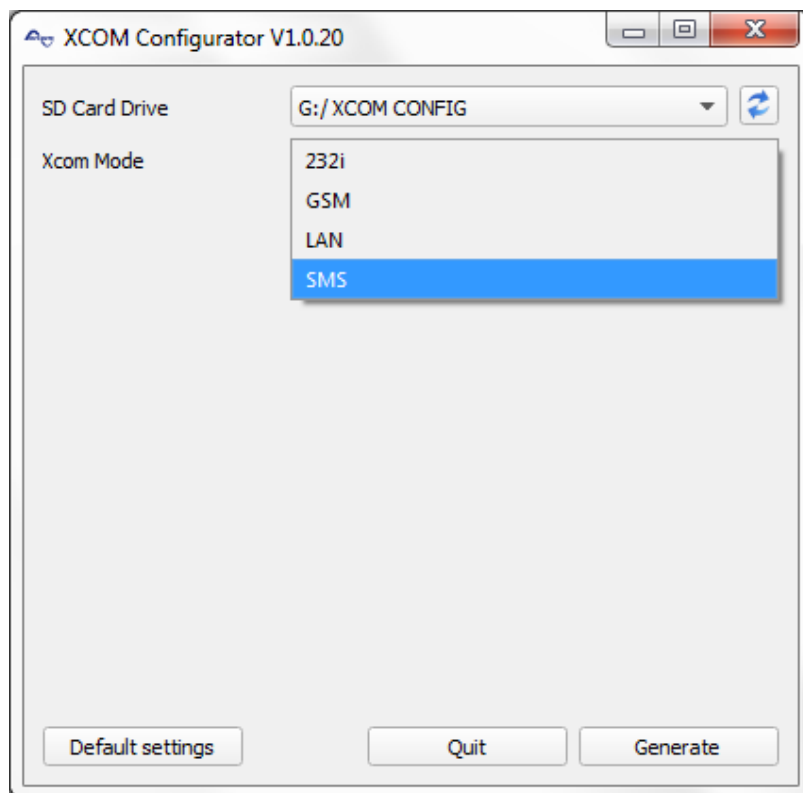 XCOM Configurator V1.0.20
SD Card Drive G:/ XCOM CONFIG
Xcom Mode 232i
GSM
LAN
SMS
Default settings Quit Generate